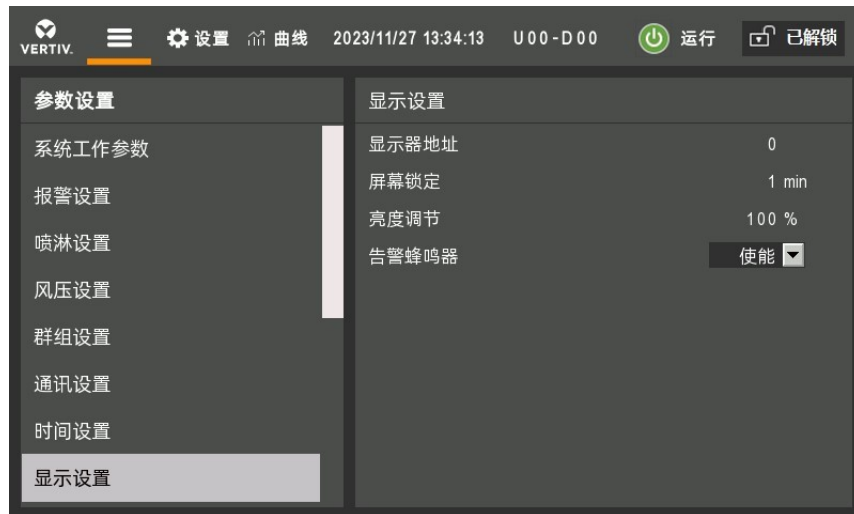 VERTIV. 设置 曲线 2023/11/27 13:34:13 U00-D00 运行 已解锁
参数设置
系统工作参数
报警设置
喷淋设置
风压设置
群组设置
通讯设置
时间设置
显示设置
显示设置
显示器地址 0
屏幕锁定 1 min
亮度调节 100 %
告警蜂鸣器 使能